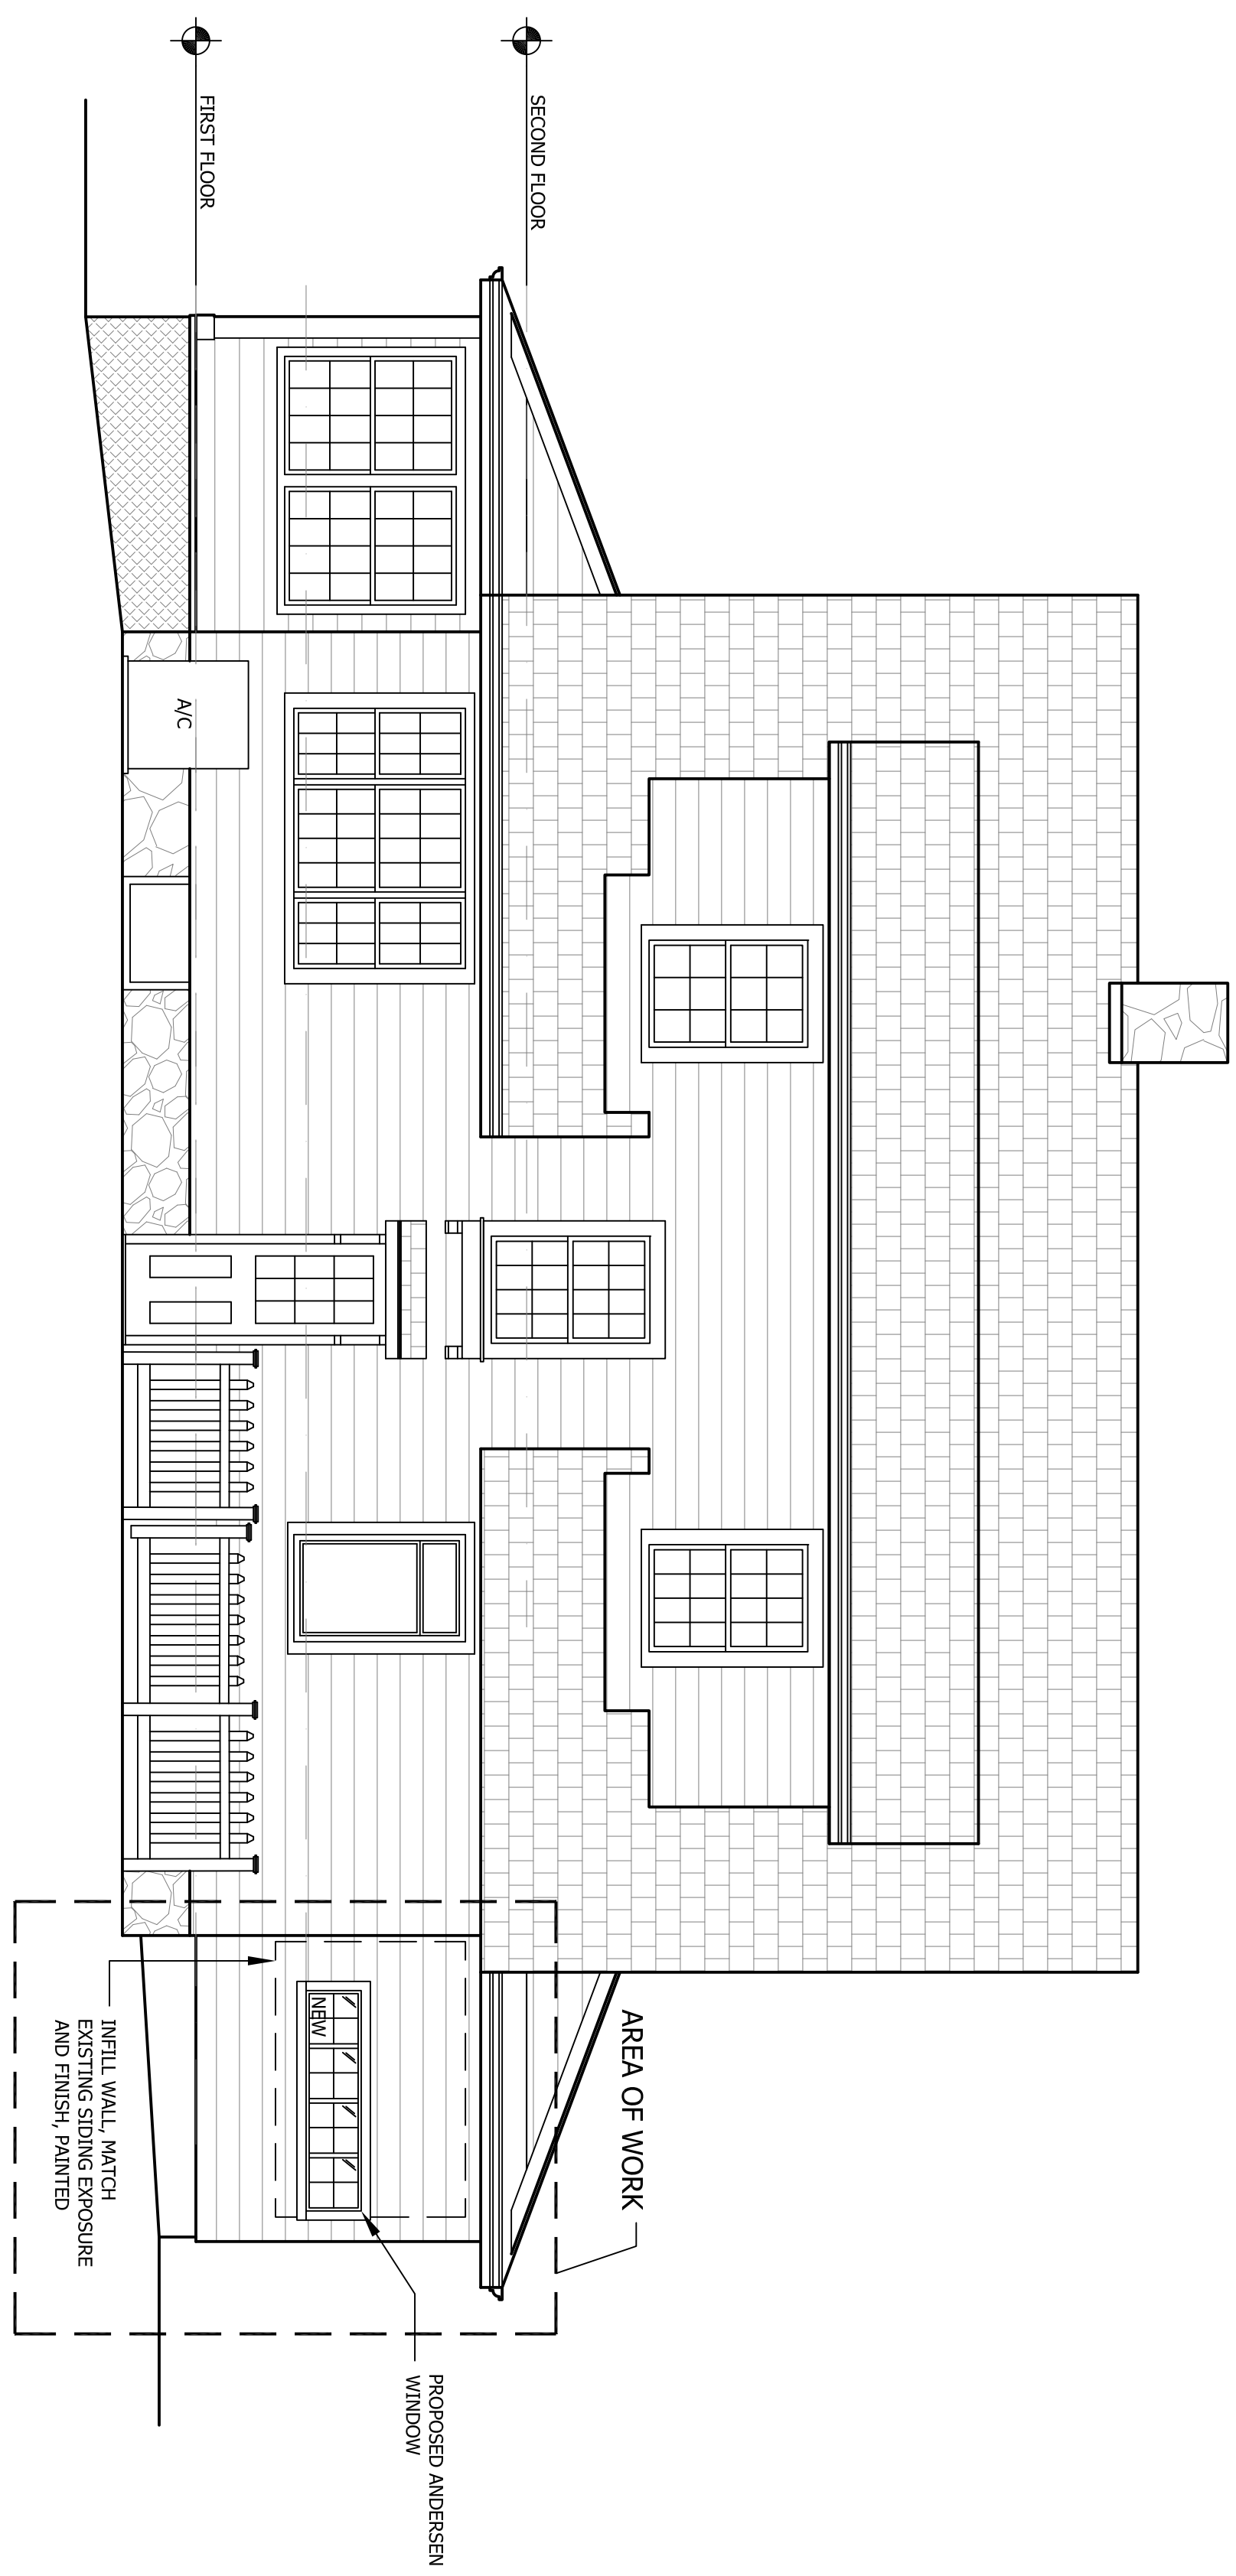 SECOND FLOOR
FIRST FLOOR
A/C
AREA OF WORK
NEW
PROPOSED ANDERSEN
WINDOW
INFILL WALL, MATCH
EXISTING SIDING EXPOSURE
AND FINISH, PAINTED